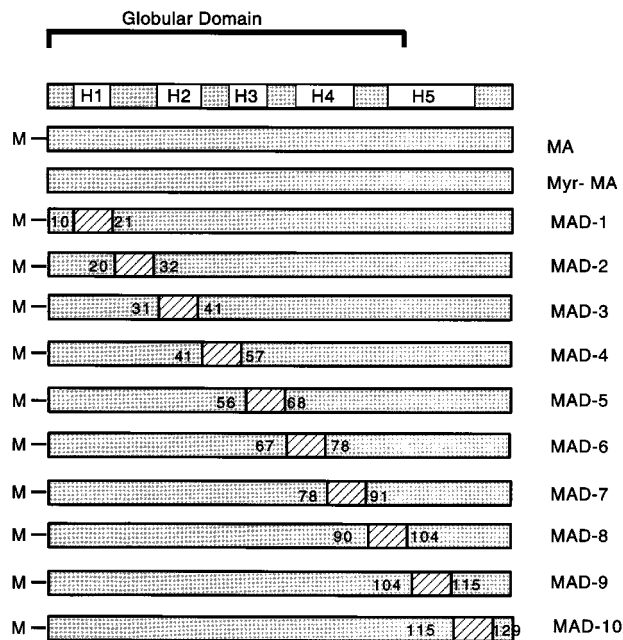 Globular Domain
H1 H2 H3 H4 H5
M MA
Myr- MA
M 10 21 MAD-1
M 20 32 MAD-2
M 31 41 MAD-3
M 41 57 MAD-4
M 56 68 MAD-5
M 67 78 MAD-6
M 78 91 MAD-7
M 90 104 MAD-8
M 104 115 MAD-9
M 115 129 MAD-10